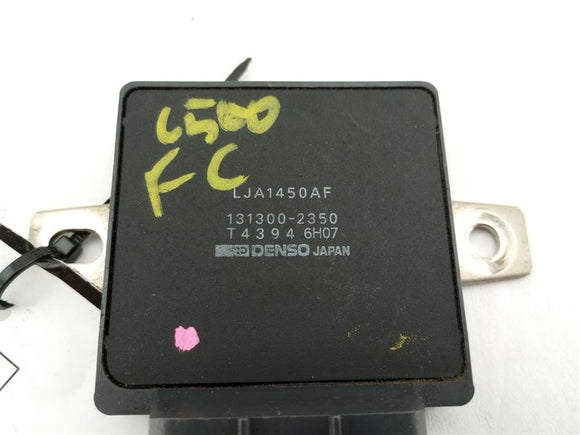 6500
FC
LJA1450AF
131300-2350
T4394 6H07
DENSO JAPAN